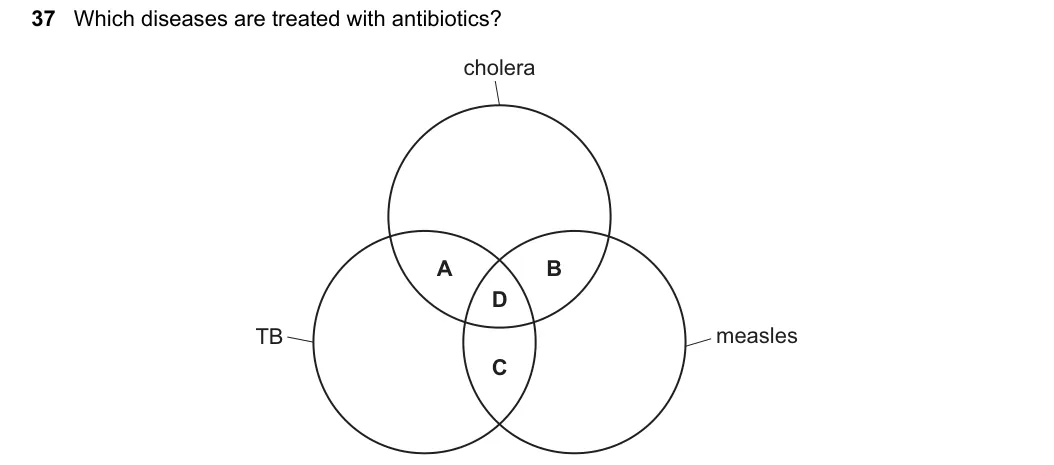 37 Which diseases are treated with antibiotics?
cholera
A
B
D
TB
measles
C